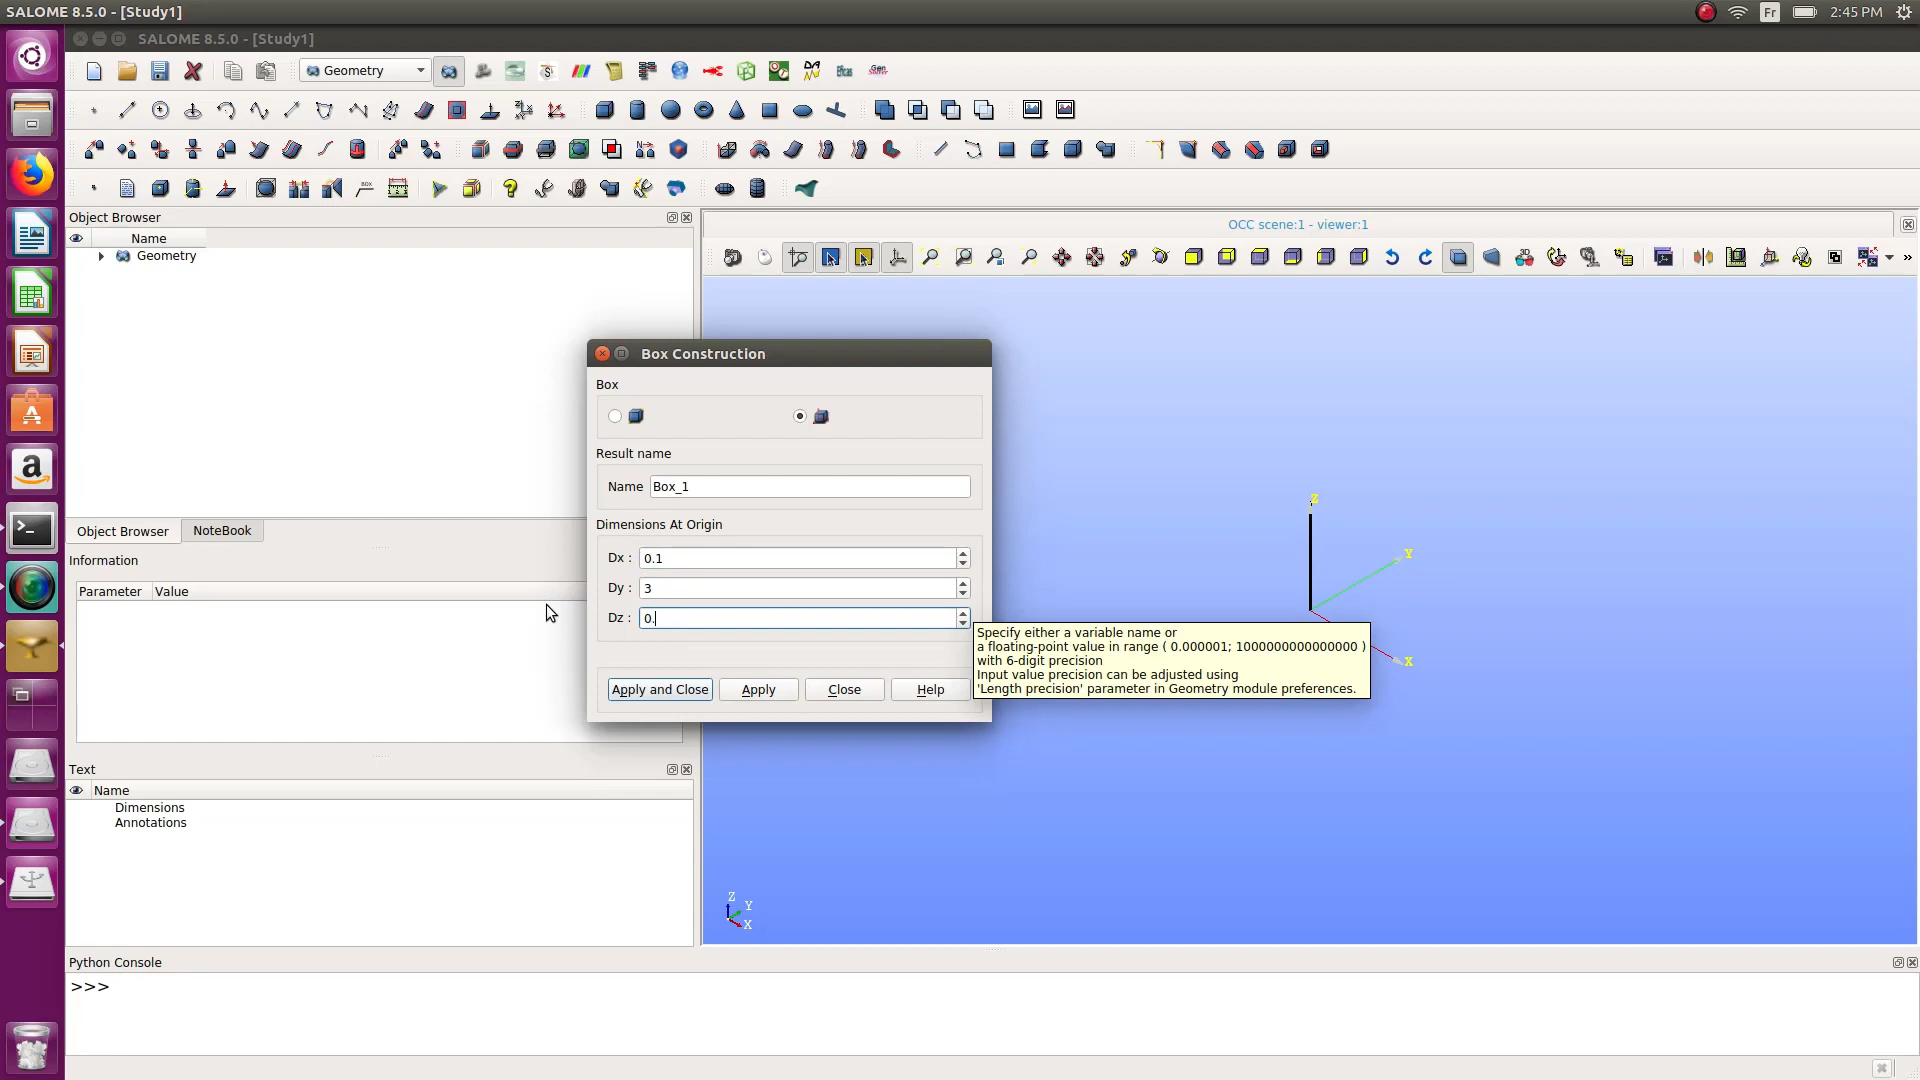 SALOME 8.5.0 - [Study1]
Fr
2:45 PM
SALOME 8.5.0 - [Study1]
Geometry
Object Browser
OCC scene:1 - viewer:1
Name
Geometry
Box Construction
Box
Result name
Name Box_1
Dimensions At Origin
Dx : 0.1
Dy : 3
Dz : 0.
Apply and Close
Apply
Close
Help
Specify either a variable name or
a floating-point value in range ( 0.000001; 1000000000000000 )
with 6-digit precision
Input value precision can be adjusted using
'Length precision' parameter in Geometry module preferences.
Z
Y
X
Object Browser
NoteBook
Information
Parameter Value
Text
Name
Dimensions
Annotations
Z
Y
X
Python Console
>>>